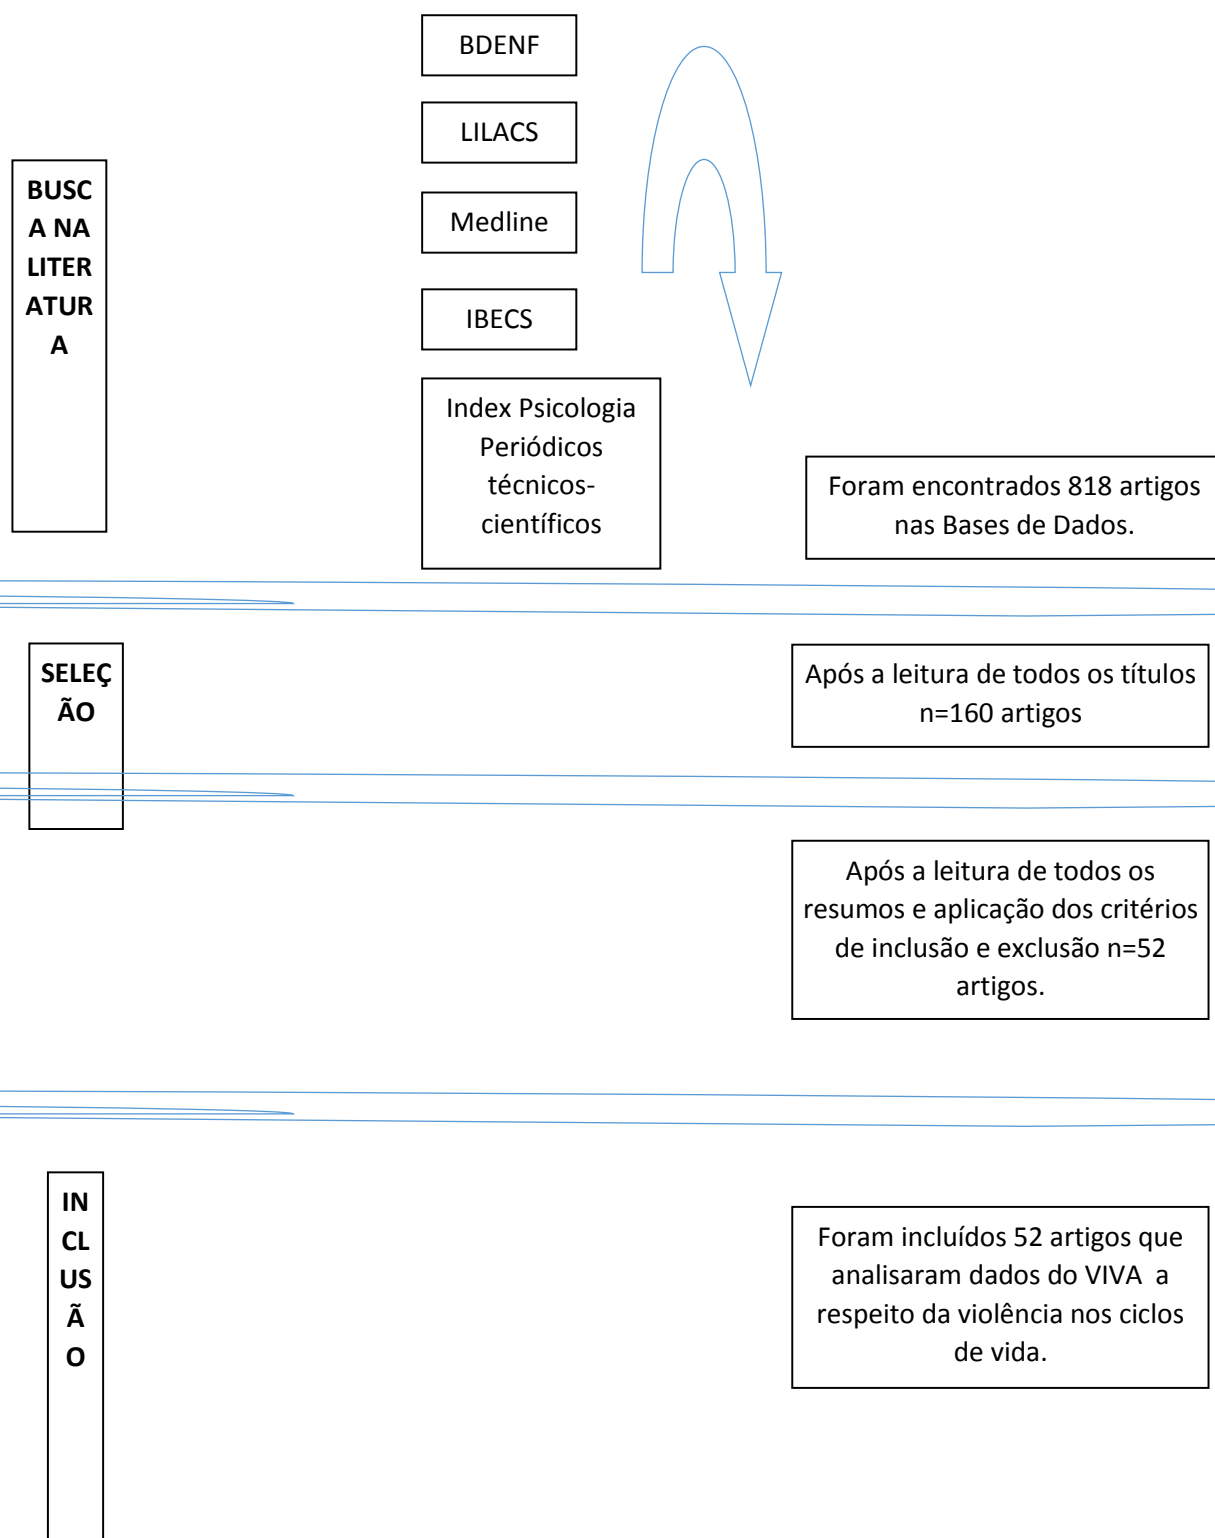 BUSC
A NA
LITER
ATUR
A
BDENF
LILACS
Medline
IBECS
Index Psicologia
Periódicos
técnicos-
científicos
Foram encontrados 818 artigos
nas Bases de Dados.
SELEÇ
ÃO
Após a leitura de todos os títulos
n=160 artigos
Após a leitura de todos os
resumos e aplicação dos critérios
de inclusão e exclusão n=52
artigos.
IN
CL
US
Ã
O
Foram incluídos 52 artigos que
analisaram dados do VIVA a
respeito da violência nos ciclos
de vida.